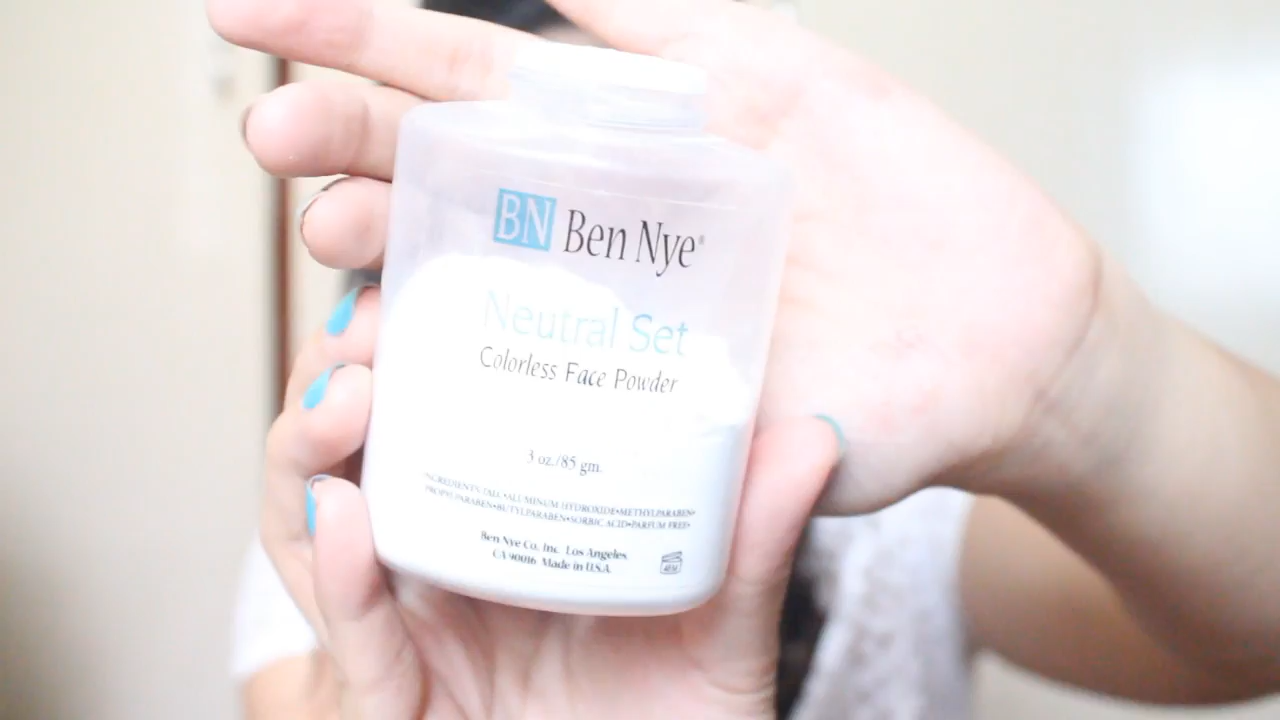 BN Ben Nye®
Neutral Set
Colorless Face Powder
3 oz./85 gm.
INGREDIENTS: TALC•ALUMINUM HYDROXIDE•METHYLPARABEN•
PROPYLPARABEN•BUTYLPARABEN•SORBIC ACID•PARFUM FREE•
Ben Nye Co. Inc. Los Angeles
CA 90016 Made in U.S.A.